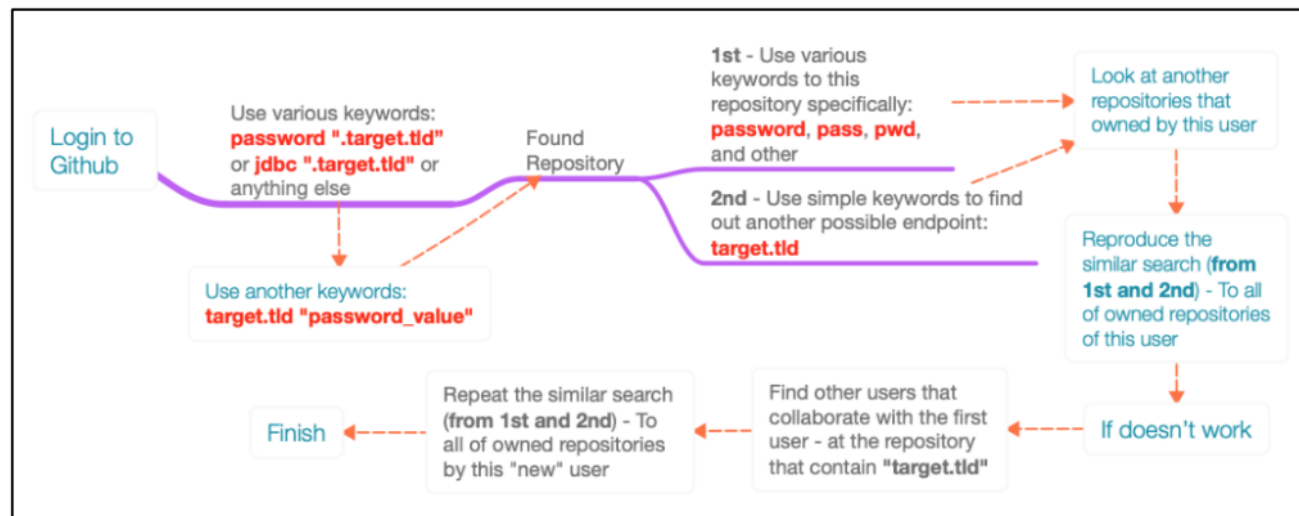 Login to
Github
Use various keywords:
password ".target.tld"
or jdbc ".target.tld" or
anything else
Use another keywords:
target.tld "password_value"
Found
Repository
1st - Use various
keywords to this
repository specifically:
password, pass, pwd,
and other
2nd - Use simple keywords to find
out another possible endpoint:
target.tld
Look at another
repositories that
owned by this user
Reproduce the
similar search (from
1st and 2nd) - To all
of owned repositories
of this user
If doesn't work
Find other users that
collaborate with the first
user - at the repository
that contain "target.tld"
Repeat the similar search
(from 1st and 2nd) - To
all of owned repositories
by this "new" user
Finish